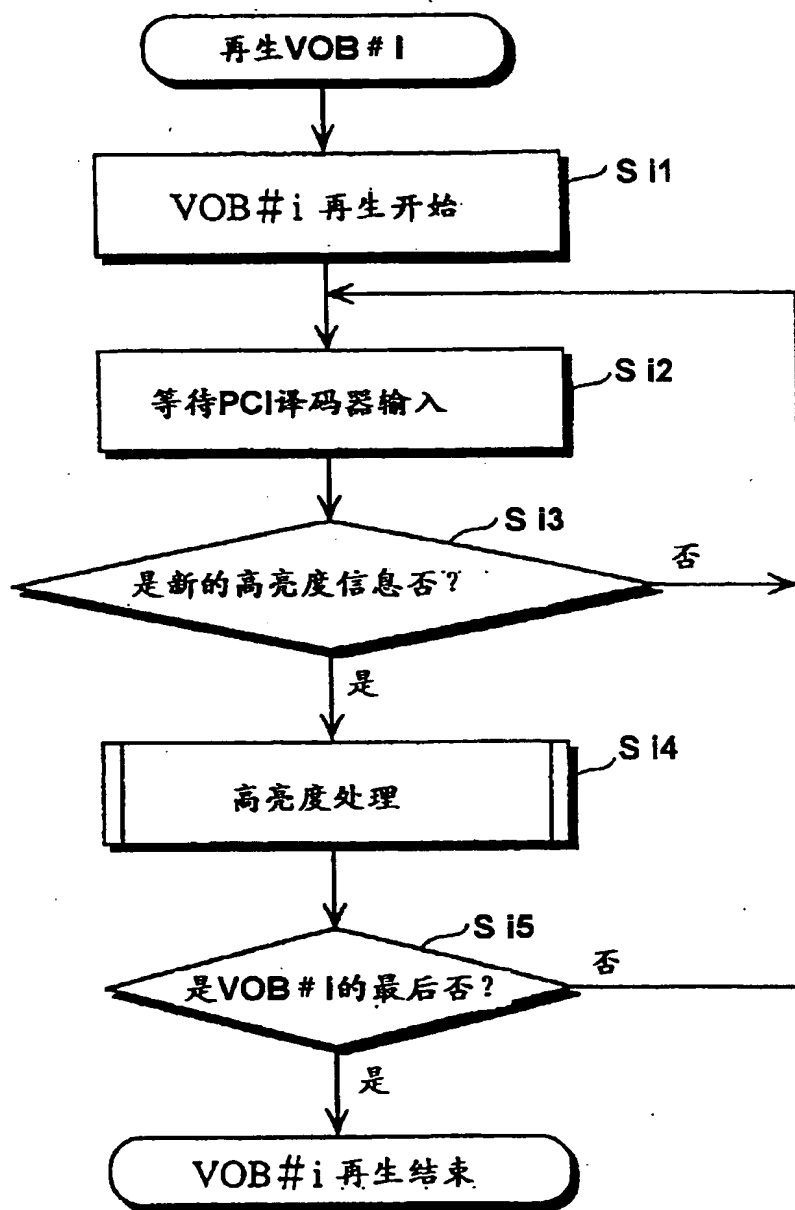 再生VOB#i
S i1
VOB#i 再生开始
S i2
等待PCI译码器输入
S i3
是新的高亮度信息否?
否
是
S i4
高亮度处理
S i5
是VOB#i的最后否?
否
是
VOB#i 再生结束